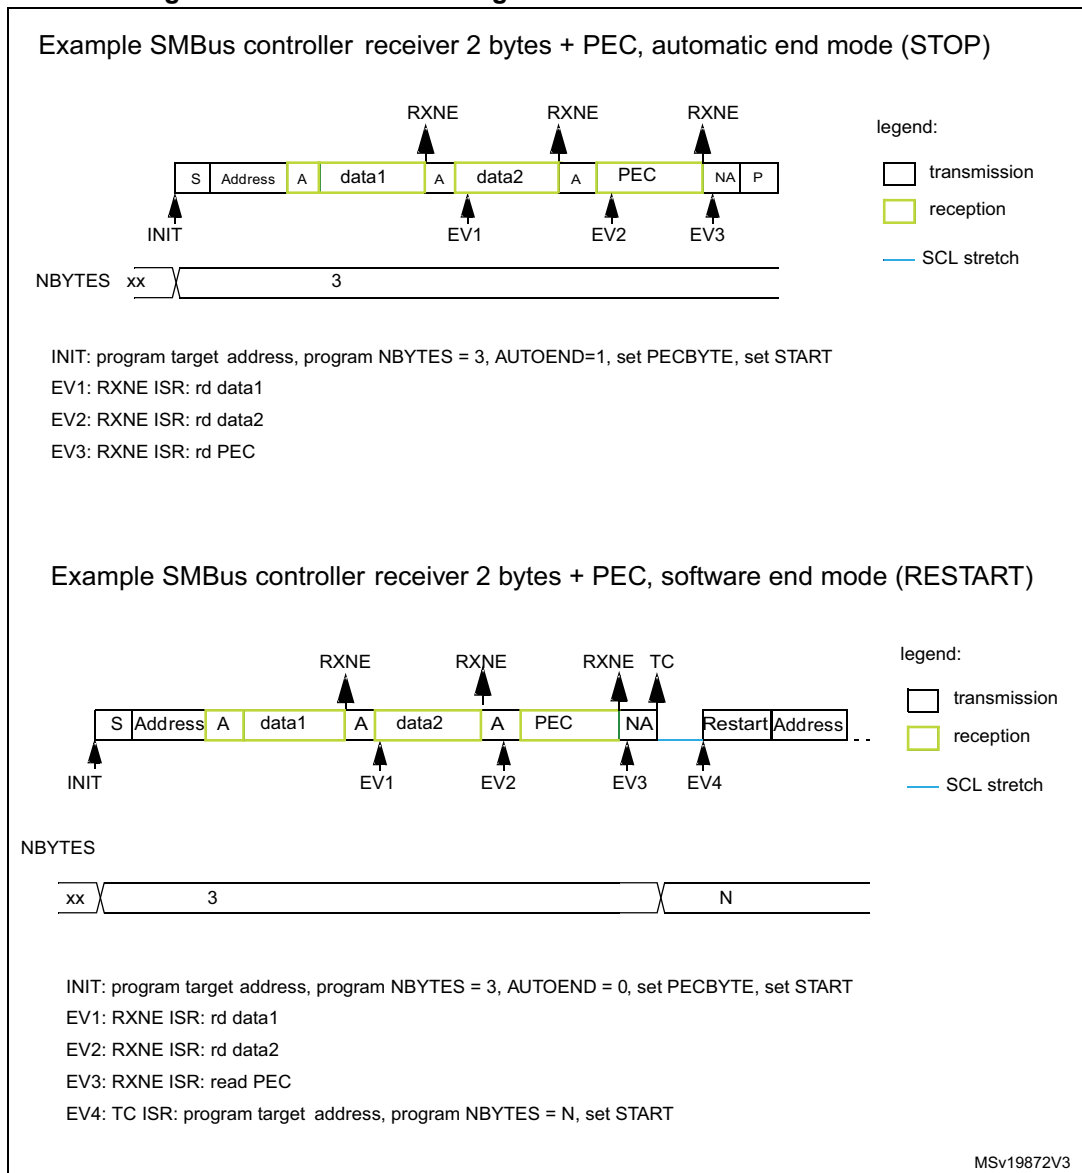 Example SMBus controller receiver 2 bytes + PEC, automatic end mode (STOP)
RXNE RXNE RXNE
legend:
S Address A data1 A data2 A PEC NA P
transmission
reception
INIT EV1 EV2 EV3
SCL stretch
NBYTES xx 3
INIT: program target address, program NBYTES = 3, AUTOEND=1, set PECBYTE, set START
EV1: RXNE ISR: rd data1
EV2: RXNE ISR: rd data2
EV3: RXNE ISR: rd PEC
Example SMBus controller receiver 2 bytes + PEC, software end mode (RESTART)
RXNE RXNE RXNE TC
legend:
transmission
S Address A data1 A data2 A PEC NA Restart Address
reception
INIT EV1 EV2 EV3 EV4
SCL stretch
NBYTES
xx 3 N
INIT: program target address, program NBYTES = 3, AUTOEND = 0, set PECBYTE, set START
EV1: RXNE ISR: rd data1
EV2: RXNE ISR: rd data2
EV3: RXNE ISR: read PEC
EV4: TC ISR: program target address, program NBYTES = N, set START
MSv19872V3